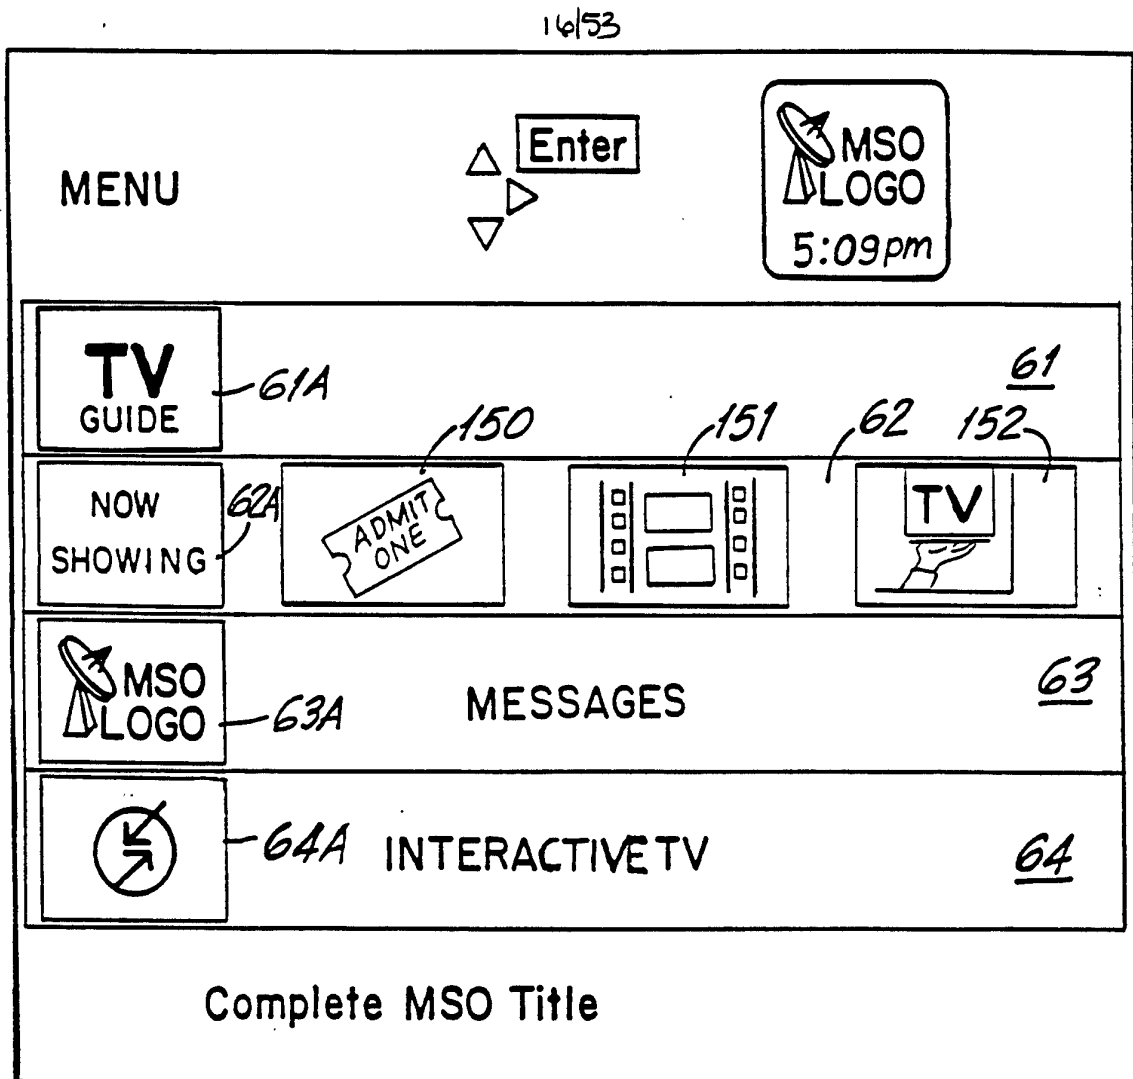 16/53
MENU
Enter
MSO
LOGO
5:09pm
TV
GUIDE
61A
61
150
151
62
152
NOW
SHOWING
62A
ADMIT
ONE
TV
MSO
LOGO
63A
MESSAGES
63
64A
INTERACTIVE TV
64
Complete MSO Title